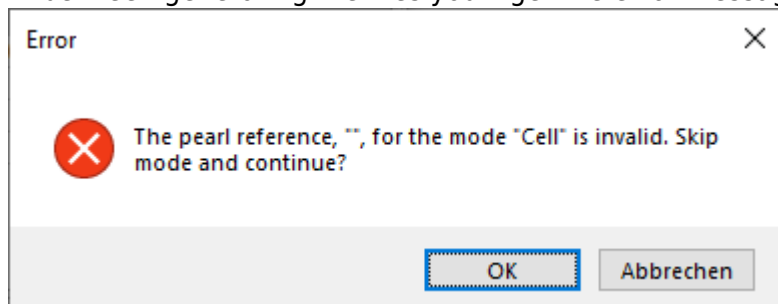 Error
The pearl reference, "", for the mode "Cell" is invalid. Skip
mode and continue?
OK
Abbrechen